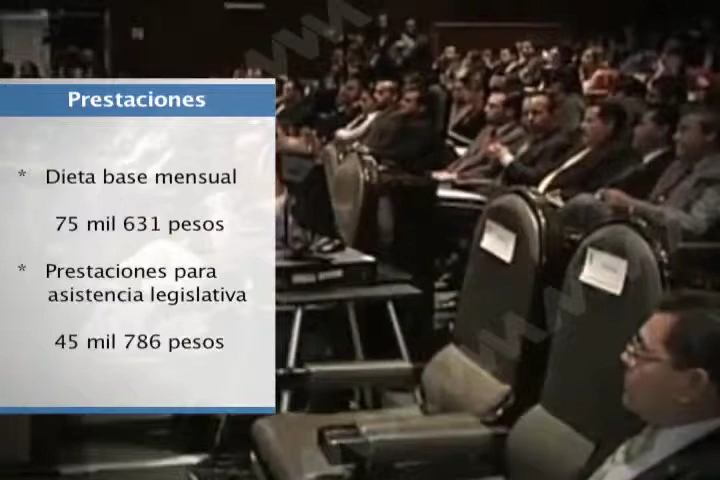 Prestaciones
* Dieta base mensual
75 mil 631 pesos
* Prestaciones para
asistencia legislativa
45 mil 786 pesos